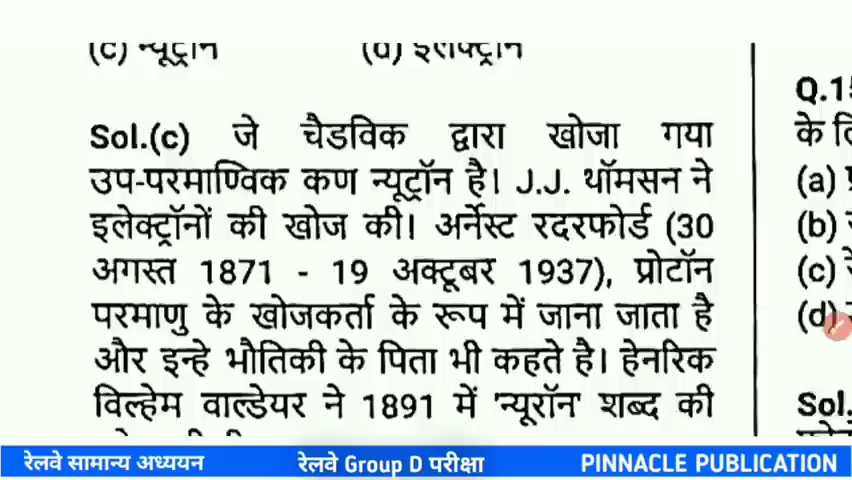 (c) न्यूट्रॉन (d) इलेक्ट्रॉन
Sol.(c) जे चैडविक द्वारा खोजा गया
उप-परमाण्विक कण न्यूट्रॉन है। J.J. थॉमसन ने
इलेक्ट्रॉनों की खोज की। अर्नेस्ट रदरफोर्ड (30
अगस्त 1871 - 19 अक्टूबर 1937), प्रोटॉन
परमाणु के खोजकर्ता के रूप में जाना जाता है
और इन्हे भौतिकी के पिता भी कहते है। हेनरिक
विल्हेम वाल्डेयर ने 1891 में 'न्यूरॉन' शब्द की
Q.15
के
(a)
(b)
(c)
(d)
Sol.
रेलवे सामान्य अध्ययन
रेलवे Group D परीक्षा
PINNACLE PUBLICATION